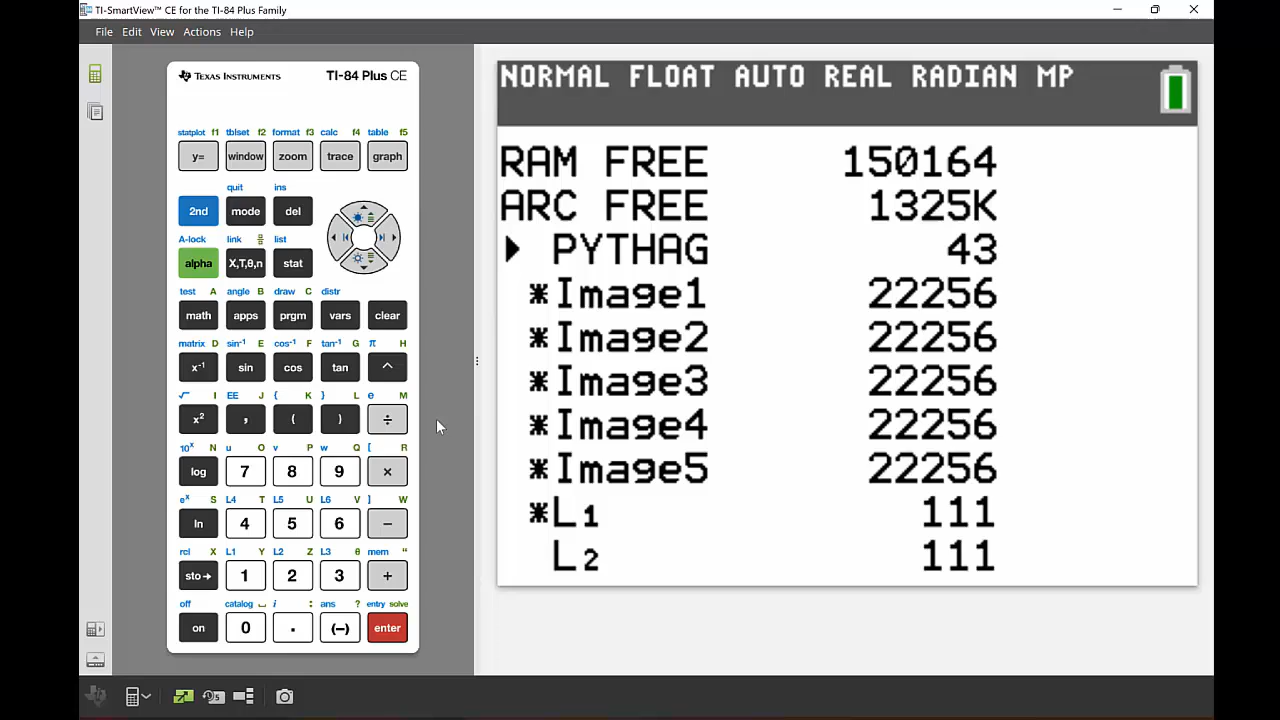 TI-SmartView™ CE for the TI-84 Plus Family
File Edit View Actions Help
TEXAS INSTRUMENTS TI-84 Plus CE
statplot f1 tblset f2 format f3 calc f4 table f5
y= window zoom trace graph
quit ins
2nd mode del
A-lock link list
alpha X,T,θ,n stat
test A angle B draw C distr
math apps prgm vars clear
matrix D sin⁻¹ E cos⁻¹ F tan⁻¹ G π H
x⁻¹ sin cos tan ^
√ I EE J { K } L e M
x² , ( ) ÷
10ˣ N u O v P w Q [ R
log 7 8 9 ×
eˣ S L4 T L5 U L6 V ] W
ln 4 5 6 −
rcl X L1 Y L2 Z L3 θ mem "
sto→ 1 2 3 +
off catalog ␣ i : ans ? entry solve
on 0 . (−) enter
NORMAL FLOAT AUTO REAL RADIAN MP
RAM FREE 150164
ARC FREE 1325K
▶ PYTHAG 43
*Image1 22256
*Image2 22256
*Image3 22256
*Image4 22256
*Image5 22256
*L₁ 111
L₂ 111